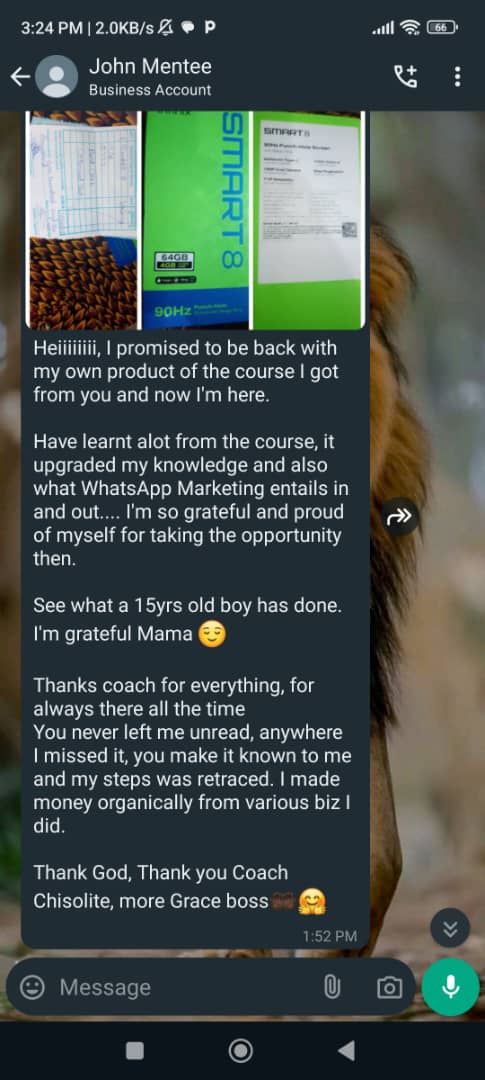 3:24 PM | 2.0KB/s
66
John Mentee
Business Account
SMART 8
64GB
4GB
90Hz
SMART 8
Heiiiiiiii, I promised to be back with
my own product of the course I got
from you and now I'm here.
Have learnt alot from the course, it
upgraded my knowledge and also
what WhatsApp Marketing entails in
and out.... I'm so grateful and proud
of myself for taking the opportunity
then.
See what a 15yrs old boy has done.
I'm grateful Mama 😌
Thanks coach for everything, for
always there all the time
You never left me unread, anywhere
I missed it, you make it known to me
and my steps was retraced. I made
money organically from various biz I
did.
Thank God, Thank you Coach
Chisolite, more Grace boss 🤗
1:52 PM
Message